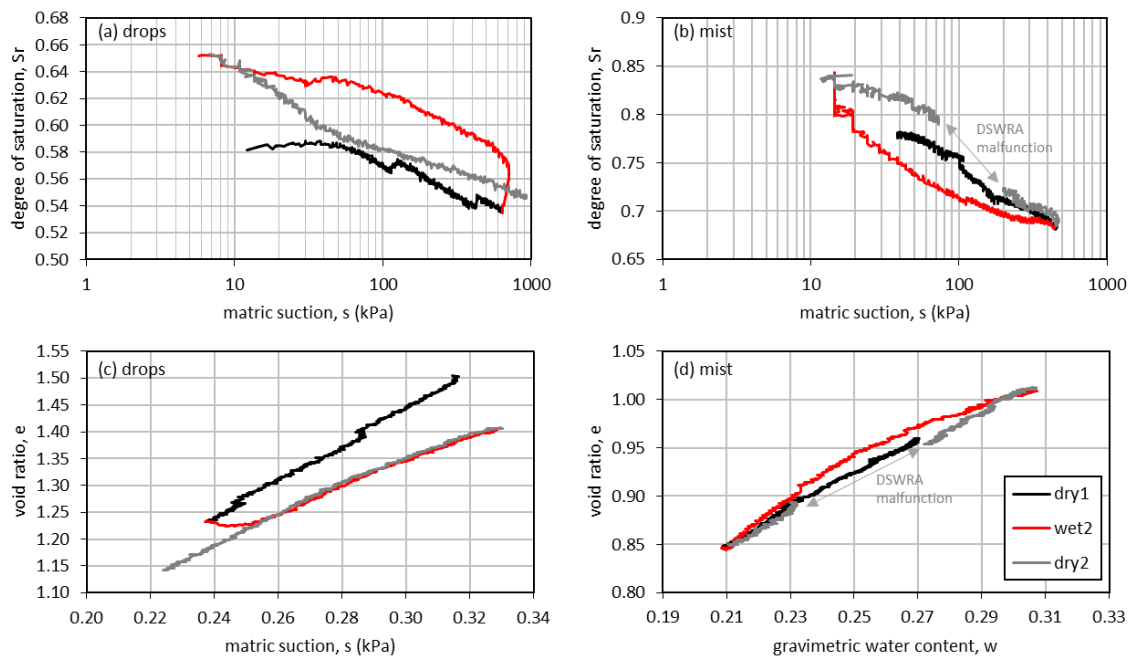 (a) drops
degree of saturation, Sr
0.68
0.66
0.64
0.62
0.60
0.58
0.56
0.54
0.52
0.50
1 10 100 1000
matric suction, s (kPa)
(b) mist
degree of saturation, Sr
0.9
0.85
0.8
0.75
0.7
0.65
DSWRA
malfunction
1 10 100 1000
matric suction, s (kPa)
(c) drops
void ratio, e
1.55
1.50
1.45
1.40
1.35
1.30
1.25
1.20
1.15
1.10
0.20 0.22 0.24 0.26 0.28 0.30 0.32 0.34
matric suction, s (kPa)
(d) mist
void ratio, e
1.05
1.00
0.95
0.90
0.85
0.80
DSWRA
malfunction
dry1
wet2
dry2
0.19 0.21 0.23 0.25 0.27 0.29 0.31 0.33
gravimetric water content, w